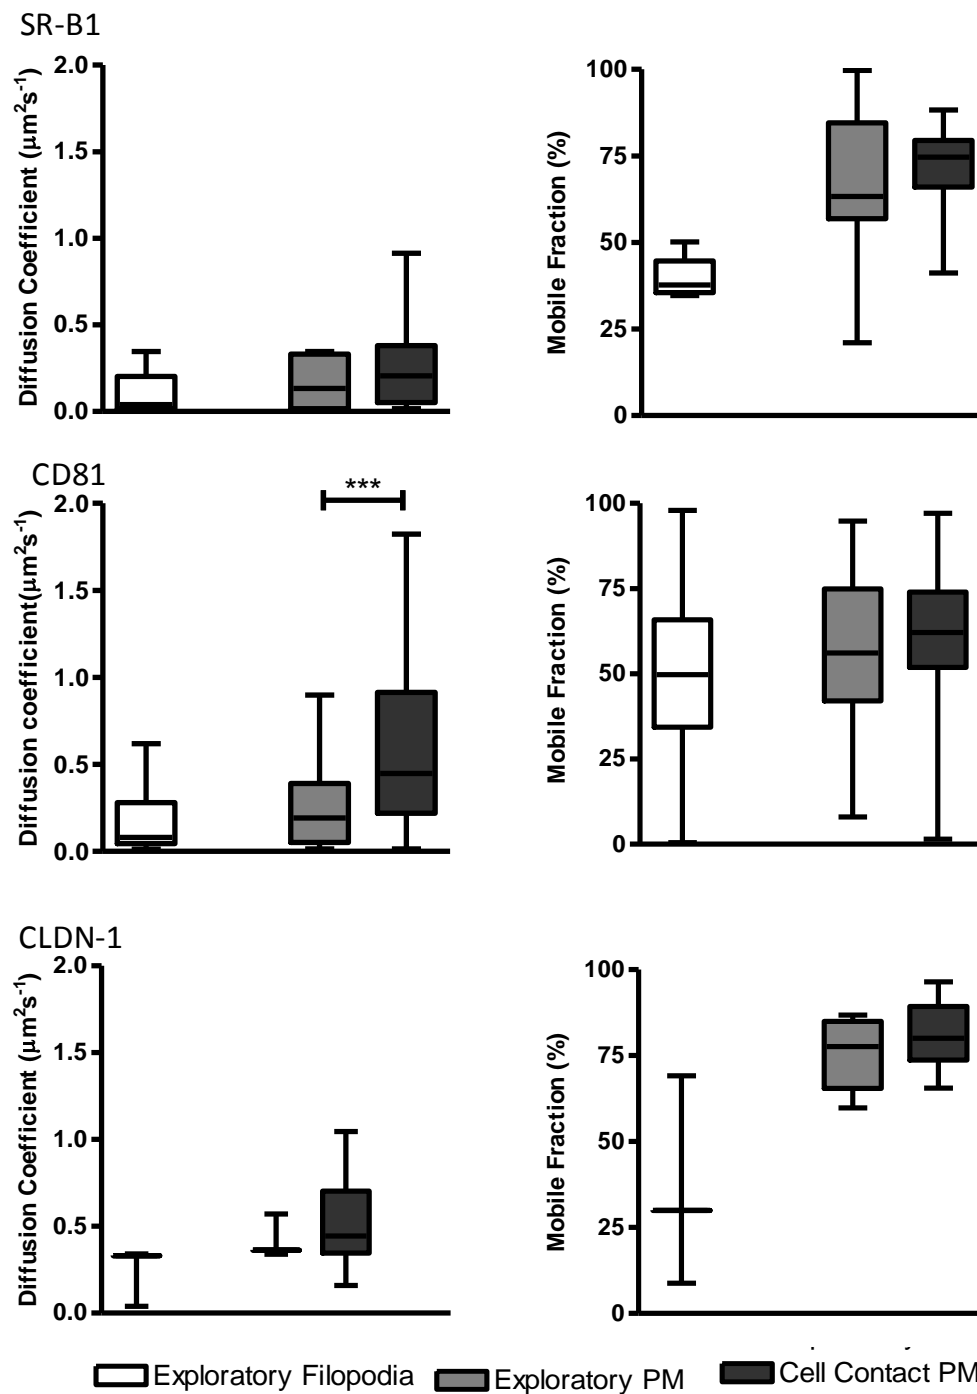 SR-B1
Diffusion Coefficient (μm²s⁻¹)
2.0
1.5
1.0
0.5
0.0
Mobile Fraction (%)
100
75
50
25
0
CD81
Diffusion coefficient(μm²s⁻¹)
2.0
1.5
1.0
0.5
0.0
***
Mobile Fraction (%)
100
75
50
25
0
CLDN-1
Diffusion Coefficient (μm²s⁻¹)
2.0
1.5
1.0
0.5
0.0
Mobile Fraction (%)
100
75
50
25
0
Exploratory Filopodia
Exploratory PM
Cell Contact PM